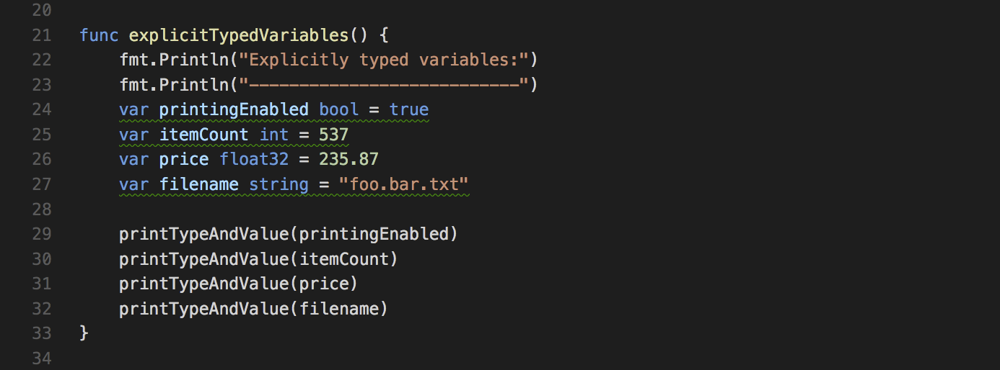 20
21 func explicitTypedVariables() {
22     fmt.Println("Explicitly typed variables:")
23     fmt.Println("---------------------------")
24     var printingEnabled bool = true
25     var itemCount int = 537
26     var price float32 = 235.87
27     var filename string = "foo.bar.txt"
28
29     printTypeAndValue(printingEnabled)
30     printTypeAndValue(itemCount)
31     printTypeAndValue(price)
32     printTypeAndValue(filename)
33 }
34